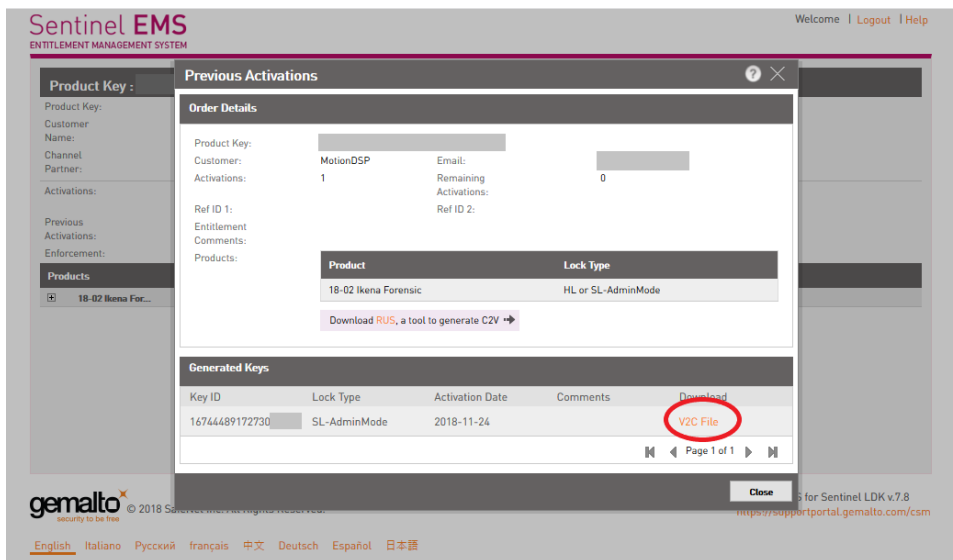 Sentinel EMS
ENTITLEMENT MANAGEMENT SYSTEM
Welcome | Logout | Help
Product Key :
Product Key:
Customer
Name:
Channel
Partner:
Activations:
Previous
Activations:
Enforcement:
Products
18-02 Ikena For...
Previous Activations
?
Order Details
Product Key:
Customer: MotionDSP Email:
Activations: 1 Remaining
Activations: 0
Ref ID 1: Ref ID 2:
Entitlement
Comments:
Products:
Product Lock Type
18-02 Ikena Forensic HL or SL-AdminMode
Download RUS, a tool to generate C2V
Generated Keys
Key ID Lock Type Activation Date Comments Download
16744489172730 SL-AdminMode 2018-11-24 V2C File
Page 1 of 1
Close
gemalto
security to be free
© 2018 SafeNet Inc. All Rights Reserved.
for Sentinel LDK v.7.8
https://supportportal.gemalto.com/csm
English Italiano Русский français 中文 Deutsch Español 日本語